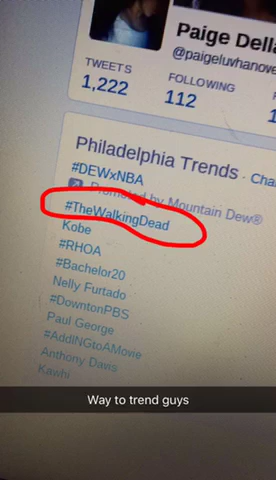 Paige Della
@paigeluvhanove
TWEETS
1,222
FOLLOWING
112
Philadelphia Trends · Cha
#DEWxNBA
Promoted by Mountain Dew®
#TheWalkingDead
Kobe
#RHOA
#Bachelor20
Nelly Furtado
#DowntonPBS
Paul George
#AddINGtoAMovie
Anthony Davis
Kawhi
Way to trend guys